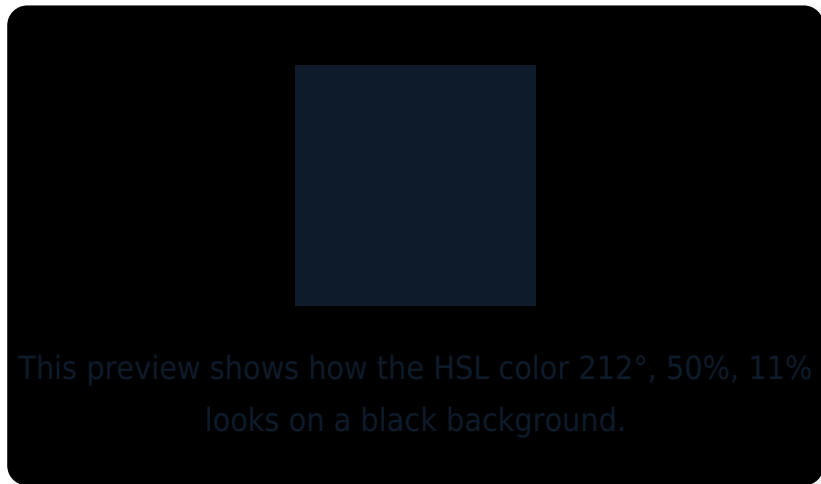 This preview shows how the HSL color 212°, 50%, 11%
looks on a black background.